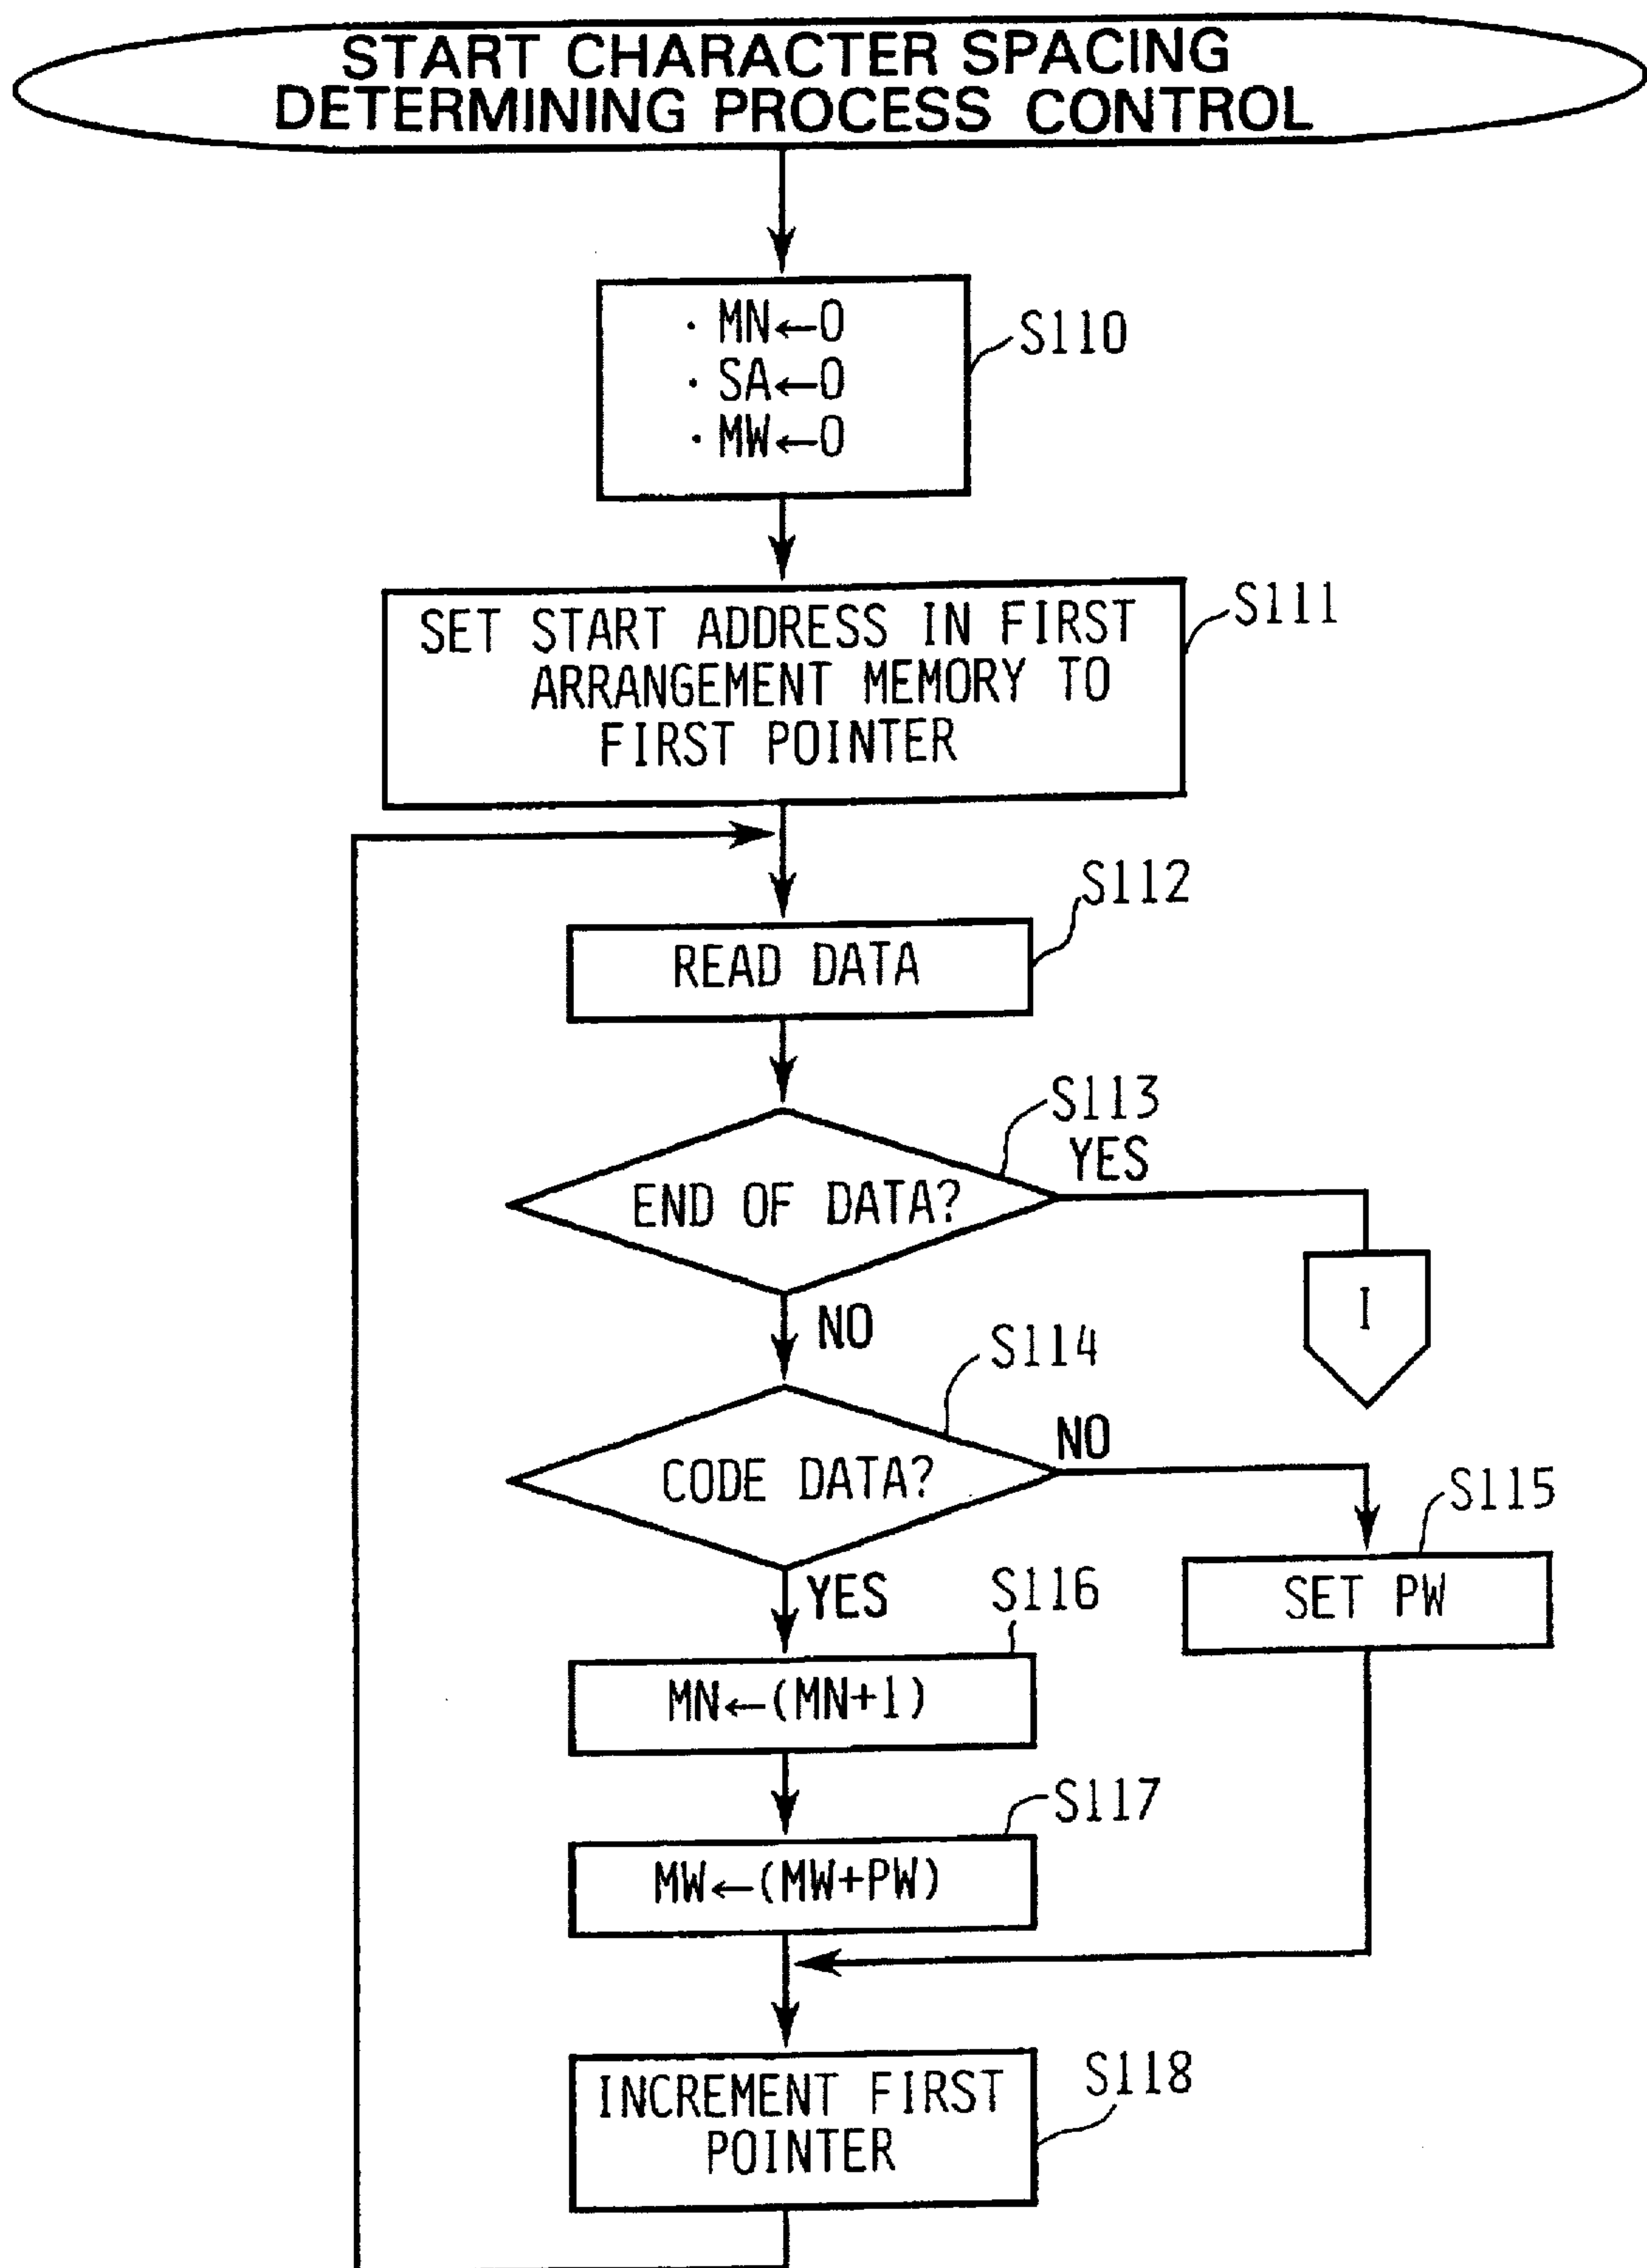 START CHARACTER SPACING
DETERMINING PROCESS CONTROL
· MN←0
· SA←0
· MW←0
S110
SET START ADDRESS IN FIRST
ARRANGEMENT MEMORY TO
FIRST POINTER
S111
S112
READ DATA
S113
YES
END OF DATA?
I
NO
S114
NO
CODE DATA?
S115
SET PW
YES
S116
MN←(MN+1)
S117
MW←(MW+PW)
S118
INCREMENT FIRST
POINTER